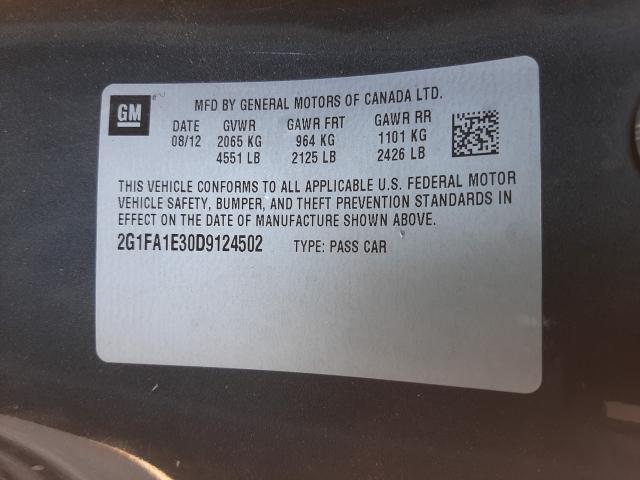 GM
MFD BY GENERAL MOTORS OF CANADA LTD.
DATE GVWR GAWR FRT GAWR RR
08/12 2065 KG 964 KG 1101 KG
4551 LB 2125 LB 2426 LB
THIS VEHICLE CONFORMS TO ALL APPLICABLE U.S. FEDERAL MOTOR
VEHICLE SAFETY, BUMPER, AND THEFT PREVENTION STANDARDS IN
EFFECT ON THE DATE OF MANUFACTURE SHOWN ABOVE.
2G1FA1E30D9124502 TYPE: PASS CAR